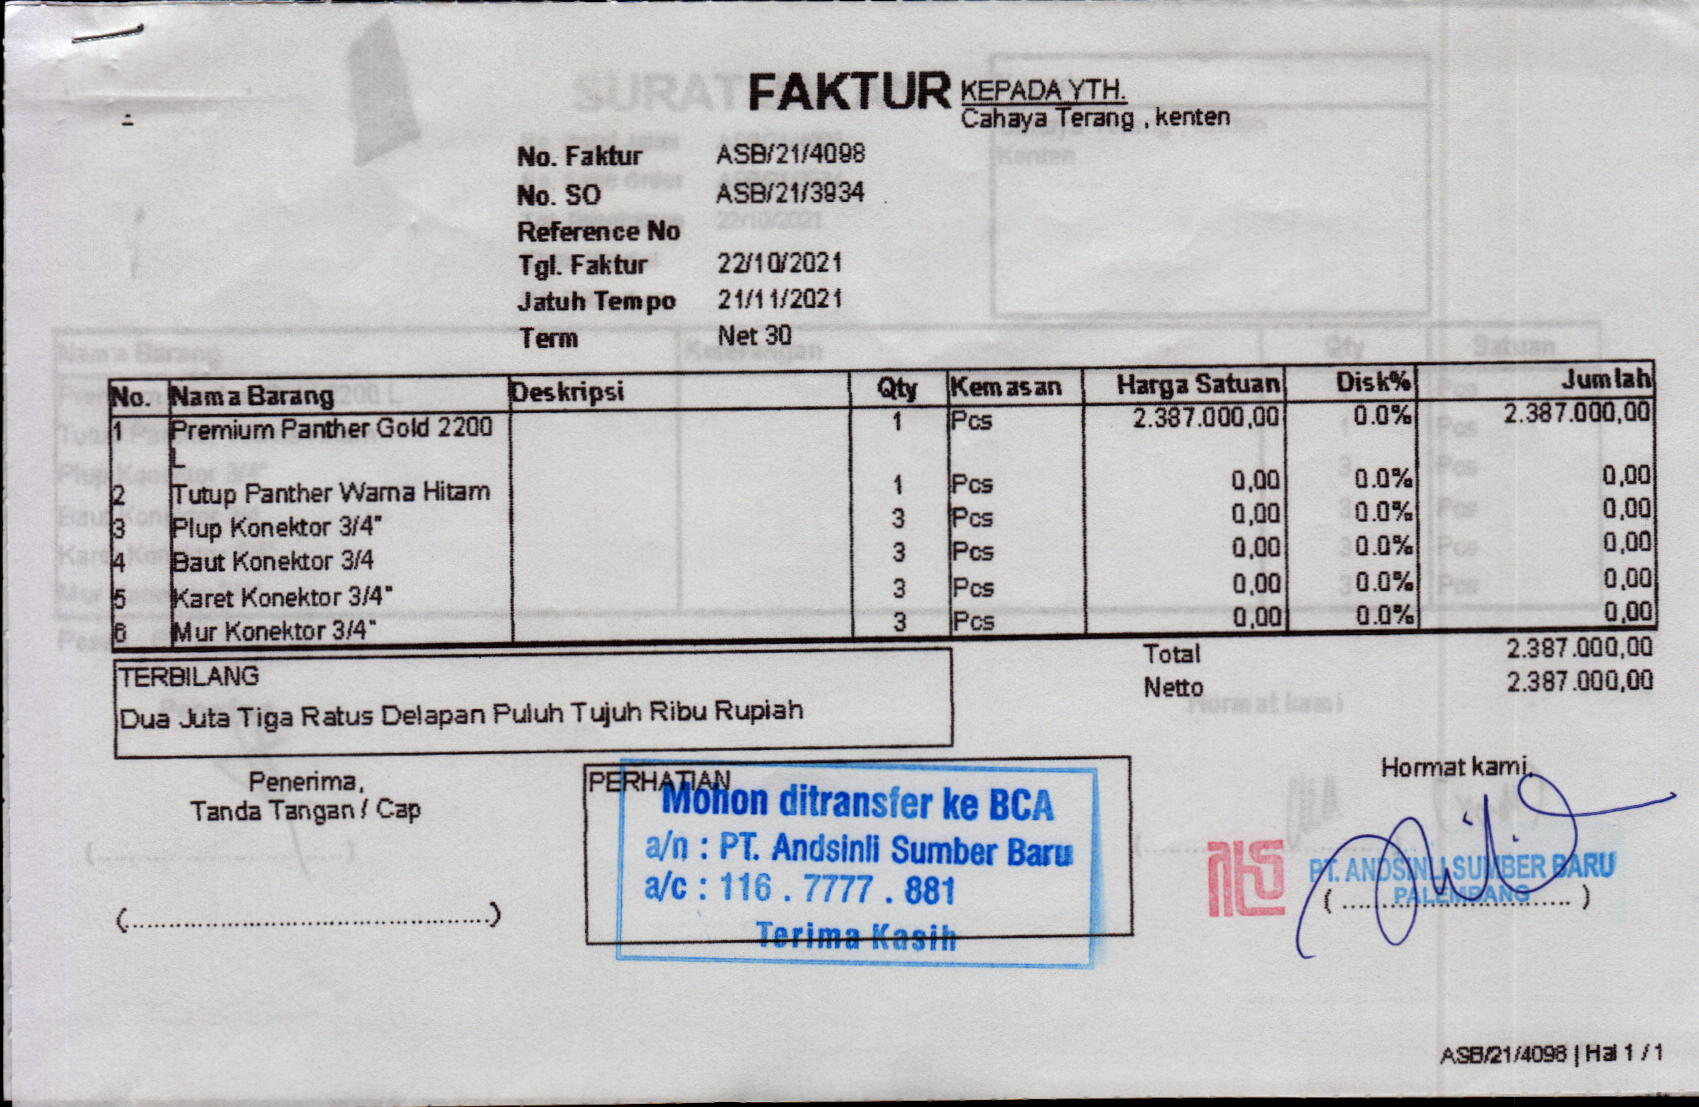 FAKTUR
KEPADA YTH.
Cahaya Terang , kenten
No. Faktur ASB/21/4098
No. SO ASB/21/3934
Reference No
Tgl. Faktur 22/10/2021
Jatuh Tempo 21/11/2021
Term Net 30
No. Nama Barang Deskripsi Qty Kemasan Harga Satuan Disk% Jumlah
1 Premium Panther Gold 2200 1 Pcs 2.387.000,00 0.0% 2.387.000,00
L
2 Tutup Panther Warna Hitam 1 Pcs 0,00 0.0% 0,00
3 Plup Konektor 3/4" 3 Pcs 0,00 0.0% 0,00
4 Baut Konektor 3/4 3 Pcs 0,00 0.0% 0,00
5 Karet Konektor 3/4" 3 Pcs 0,00 0.0% 0,00
6 Mur Konektor 3/4" 3 Pcs 0,00 0.0% 0,00
Total 2.387.000,00
Netto 2.387.000,00
TERBILANG
Dua Juta Tiga Ratus Delapan Puluh Tujuh Ribu Rupiah
Penerima,
Tanda Tangan / Cap
(..............................................)
PERHATIAN
Mohon ditransfer ke BCA
a/n : PT. Andsinli Sumber Baru
a/c : 116 . 7777 . 881
Terima Kasih
Hormat kami,
PT. ANDSINLI SUMBER BARU
PALEMBANG
(..............................)
ASB/21/4098 | Hal 1 / 1